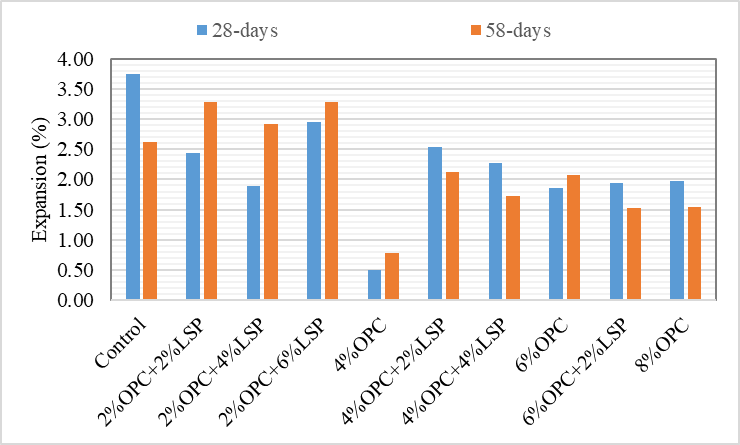 28-days
58-days
4.00
3.50
3.00
2.50
2.00
1.50
1.00
0.50
0.00
Expansion (%)
Control
2%OPC+2%LSP
2%OPC+4%LSP
2%OPC+6%LSP
4%OPC
4%OPC+2%LSP
4%OPC+4%LSP
6%OPC
6%OPC+2%LSP
8%OPC